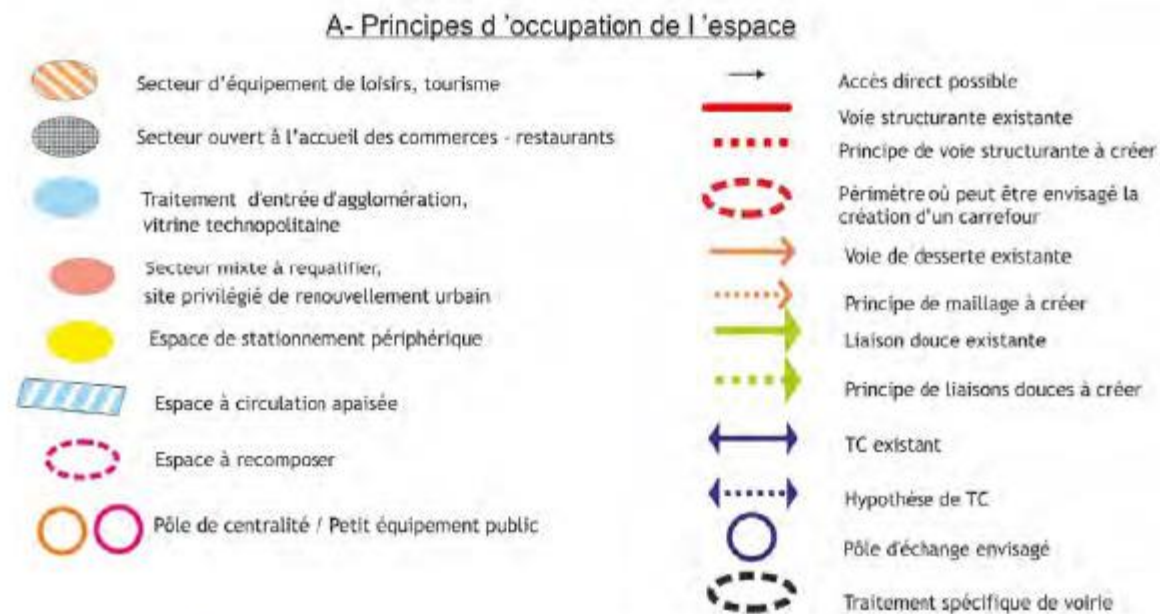 A- Principes d 'occupation de l 'espace
Secteur d'équipement de loisirs, tourisme
Secteur ouvert à l'accueil des commerces - restaurants
Traitement d'entrée d'agglomération,
vitrine technopolitaine
Secteur mixte à requalifier,
site privilégié de renouvellement urbain
Espace de stationnement périphérique
Espace à circulation apaisée
Espace à recomposer
Pôle de centralité / Petit équipement public
Accès direct possible
Voie structurante existante
Principe de voie structurante à créer
Périmètre où peut être envisagé la
création d'un carrefour
Voie de desserte existante
Principe de maillage à créer
Liaison douce existante
Principe de liaisons douces à créer
TC existant
Hypothèse de TC
Pôle d'échange envisagé
Traitement spécifique de voirie